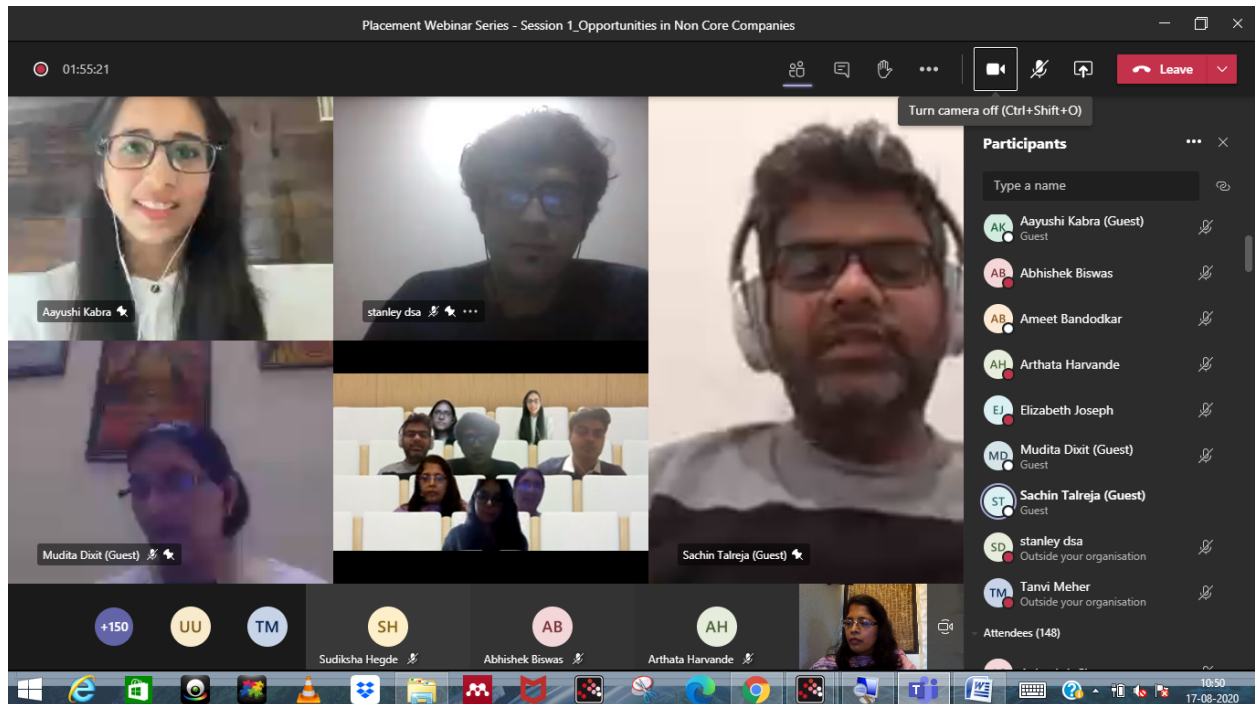 Placement Webinar Series - Session 1_Opportunities in Non Core Companies
01:55:21
Leave
Turn camera off (Ctrl+Shift+O)
Participants
Type a name
AK Aayushi Kabra (Guest)
Guest
AB Abhishek Biswas
AB Ameet Bandodkar
AH Arthata Harvande
EJ Elizabeth Joseph
MD Mudita Dixit (Guest)
Guest
ST Sachin Talreja (Guest)
Guest
SD stanley dsa
Outside your organisation
TM Tanvi Meher
Outside your organisation
Attendees (148)
Aayushi Kabra
stanley dsa
Mudita Dixit (Guest)
Sachin Talreja (Guest)
+150
UU
TM
SH
Sudiksha Hegde
AB
Abhishek Biswas
AH
Arthata Harvande
10:50
17-08-2020